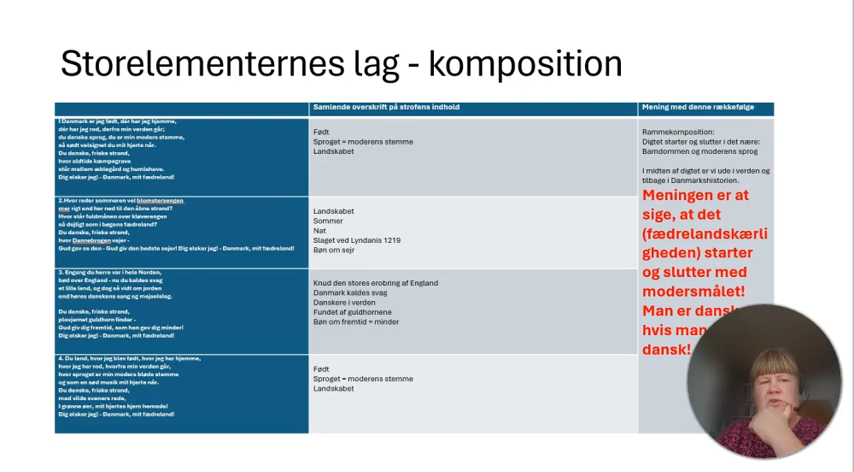 Storelementernes lag - komposition
Samlende overskrift på strofens indhold
Mening med denne rækkefølge
I Danmark er jeg født, dér har jeg hjemme,
dér har jeg rod, derfra min verden går;
du danske sprog, du er min moders stemme,
så sødt velsignet du mit hjerte når.
Du danske, friske strand,
hvor oldtids kæmpegrave
står mellem æblegård og humlehave.
Dig elsker jeg! - Danmark, mit fædreland!
Født
Sproget = moderens stemme
Landskabet
Rammekomposition:
Digtet starter og slutter i det nære:
Barndommen og moderens sprog
I midten af digtet er vi ude i verden og
tilbage i Danmarkshistorien.
Meningen er at
sige, at det
(fædrelandskærli
gheden) starter
og slutter med
modersmålet!
Man er dansk
hvis man
dansk!
2.Hvor reder sommeren vel blomstersengen
mer rigt end her ned til den åbne strand?
Hvor står fuldmånen over kløverengen
så dejligt som i bøgens fædreland?
Du danske, friske strand,
hvor Dannebrogen vejer -
Gud gav os den - Gud giv den bedste sejer! Dig elsker jeg! - Danmark, mit fædreland!
Landskabet
Sommer
Nat
Slaget ved Lyndanis 1219
Bøn om sejr
3. Engang du herre var i hele Norden,
bød over England - nu du kaldes svag
et lille land, og dog så vidt om jorden
end høres danskens sang og mejselslag.
Du danske, friske strand,
plovjernet guldhorn finder -
Gud giv dig fremtid, som han gav dig minder!
Dig elsker jeg! - Danmark, mit fædreland!
Knud den stores erobring af England
Danmark kaldes svag
Danskere i verden
Fundet af guldhornene
Bøn om fremtid = minder
4. Du land, hvor jeg blev født, hvor jeg har hjemme,
hvor jeg har rod, hvorfra min verden går,
hvor sproget er min moders bløde stemme
og som en sød musik mit hjerte når.
Du danske, friske strand,
med vilde svaners rede,
I grønne øer, mit hjertes hjem hernede!
Dig elsker jeg! - Danmark, mit fædreland!
Født
Sproget = moderens stemme
Landskabet